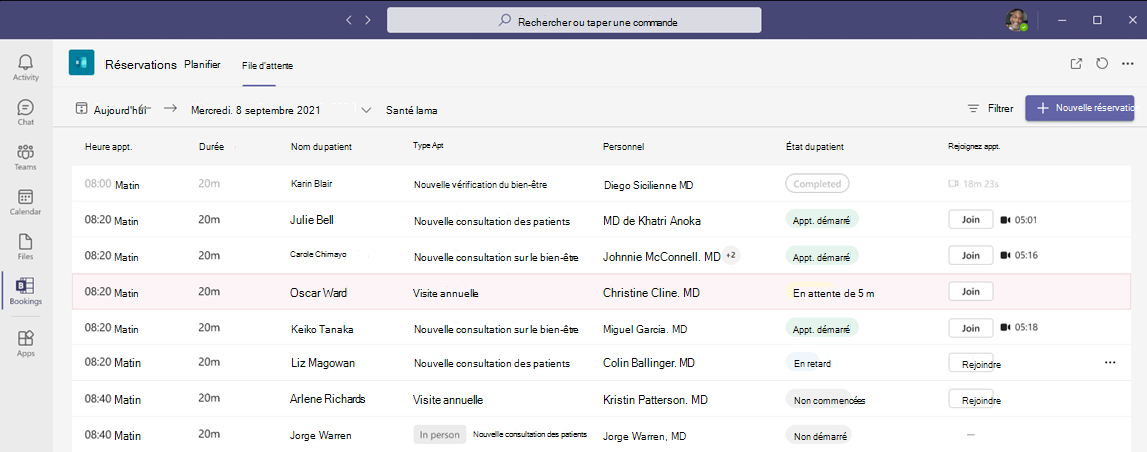 Rechercher ou taper une commande
Activity
Chat
Teams
Calendar
Files
Bookings
Apps
Réservations Planifier File d'attente
Aujourd'hui Mercredi. 8 septembre 2021 Santé lama Filtrer Nouvelle réservatio
Heure appt. Durée Nom du patient Type Apt Personnel État du patient Rejoignez appt.
08:00 Matin 20m Karin Blair Nouvelle vérification du bien-être Diego Sicilienne MD Completed 18m 23s
08:20 Matin 20m Julie Bell Nouvelle consultation des patients MD de Khatri Anoka Appt. démarré Join 05:01
08:20 Matin 20m Carole Chimayo Nouvelle consultation sur le bien-être Johnnie McConnell. MD +2 Appt. démarré Join 05:16
08:20 Matin 20m Oscar Ward Visite annuelle Christine Cline. MD En attente de 5 m Join
08:20 Matin 20m Keiko Tanaka Nouvelle consultation sur le bien-être Miguel Garcia. MD Appt. démarré Join 05:18
08:20 Matin 20m Liz Magowan Nouvelle consultation des patients Colin Ballinger. MD En retard Rejoindre
08:40 Matin 20m Arlene Richards Visite annuelle Kristin Patterson. MD Non commencées Rejoindre
08:40 Matin 20m Jorge Warren In person Nouvelle consultation des patients Jorge Warren, MD Non démarré —